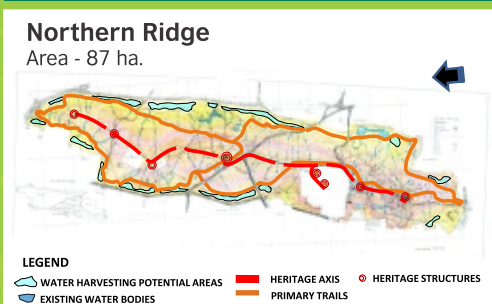 Northern Ridge
Area - 87 ha.
LEGEND
WATER HARVESTING POTENTIAL AREAS
HERITAGE AXIS
HERITAGE STRUCTURES
EXISTING WATER BODIES
PRIMARY TRAILS